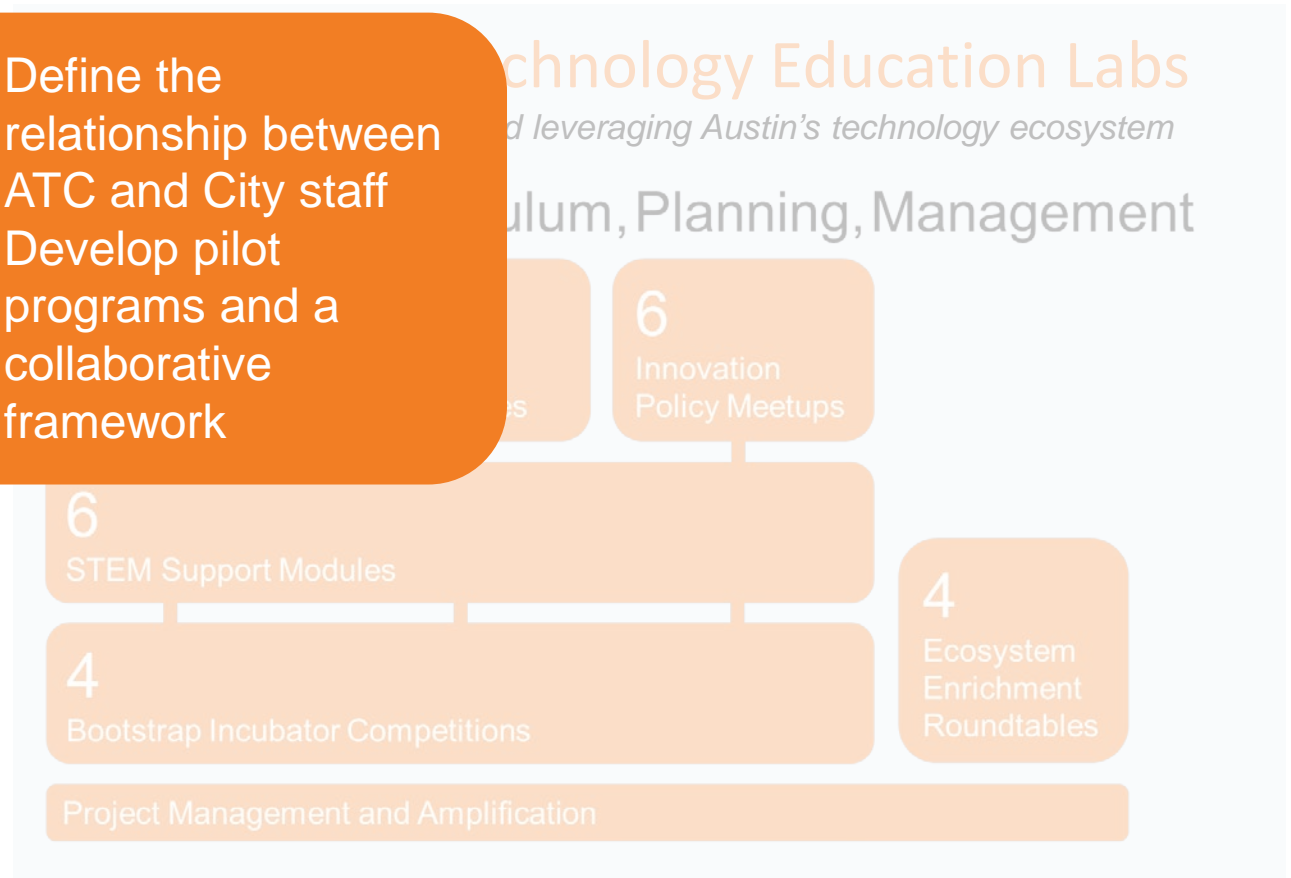 Define the
relationship between
ATC and City staff
Develop pilot
programs and a
collaborative
framework
Education Labs
leveraging Austin's technology ecosystem
Planning, Management
6
Innovation
Policy Meetups
6
STEM Support Modules
4
Bootstrap Incubator Competitions
4
Ecosystem
Enrichment
Roundtables
Project Management and Amplification